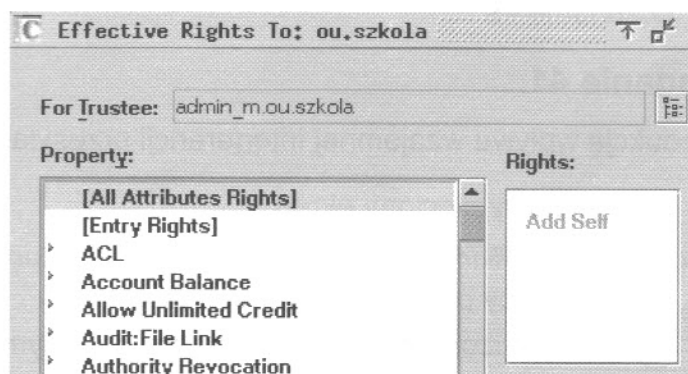 C Effective Rights To: ou.szkola
For Trustee: admin_m.ou.szkola
Property:
Rights:
[All Attributes Rights]
[Entry Rights]
ACL
Account Balance
Allow Unlimited Credit
Audit:File Link
Authority Revocation
Add Self